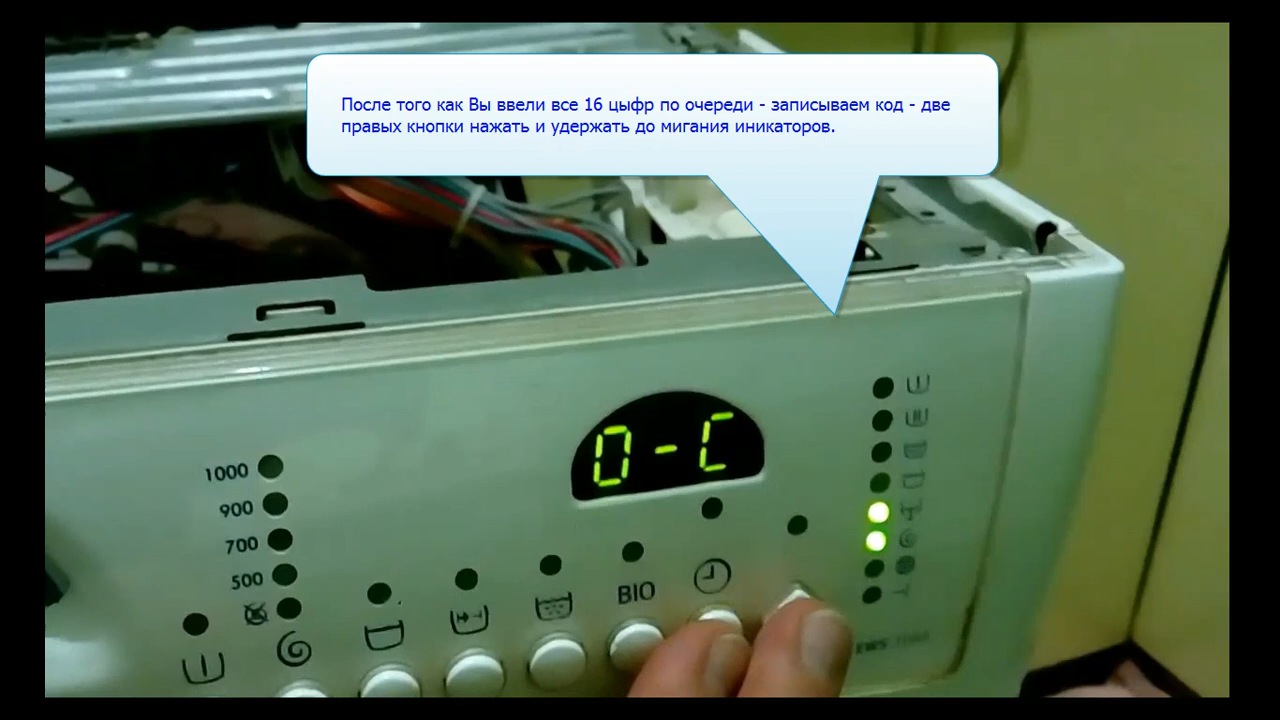 После того как Вы ввели все 16 цыфр по очереди - записываем код - две
правых кнопки нажать и удержать до мигания иникаторов.
0-C
1000
900
700
500
BIO
EWS